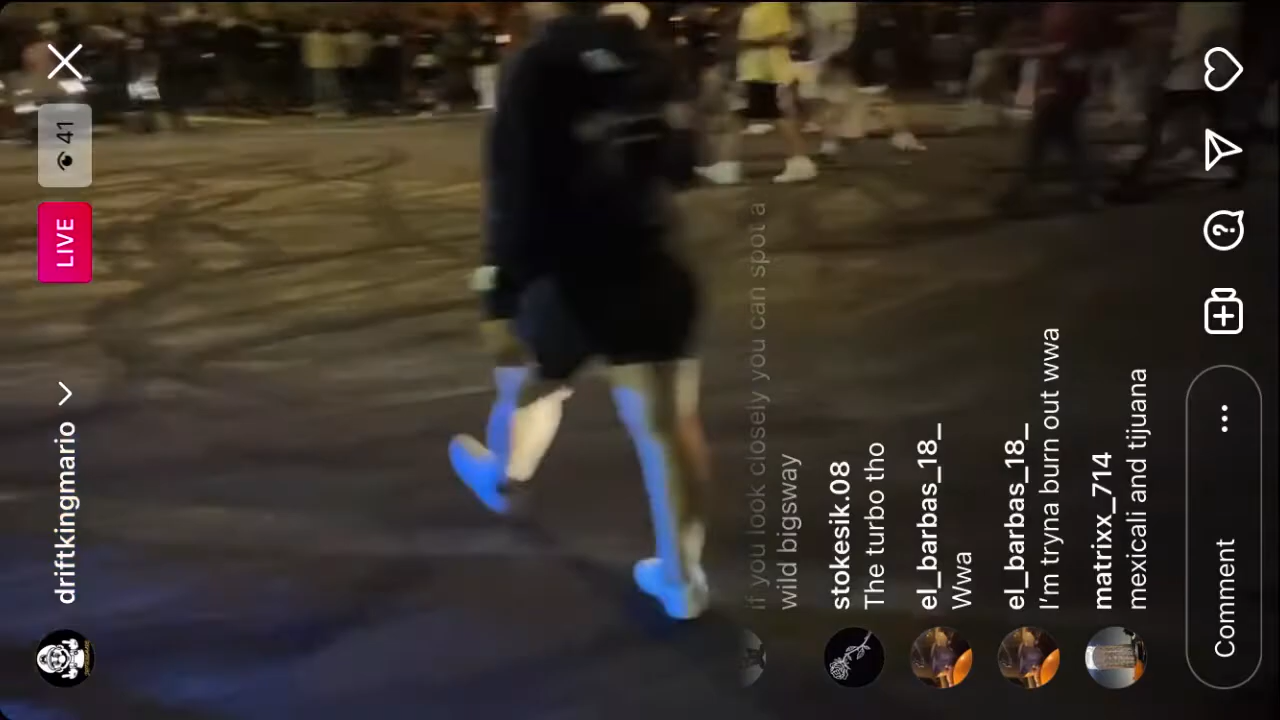 driftkingmario
LIVE
41
if you look closely you can spot a
wild bigsway
stokesik.08
The turbo tho
el_barbas_18_
Wwa
el_barbas_18_
I'm tryna burn out wwa
matrixx_714
mexicali and tijuana
Comment